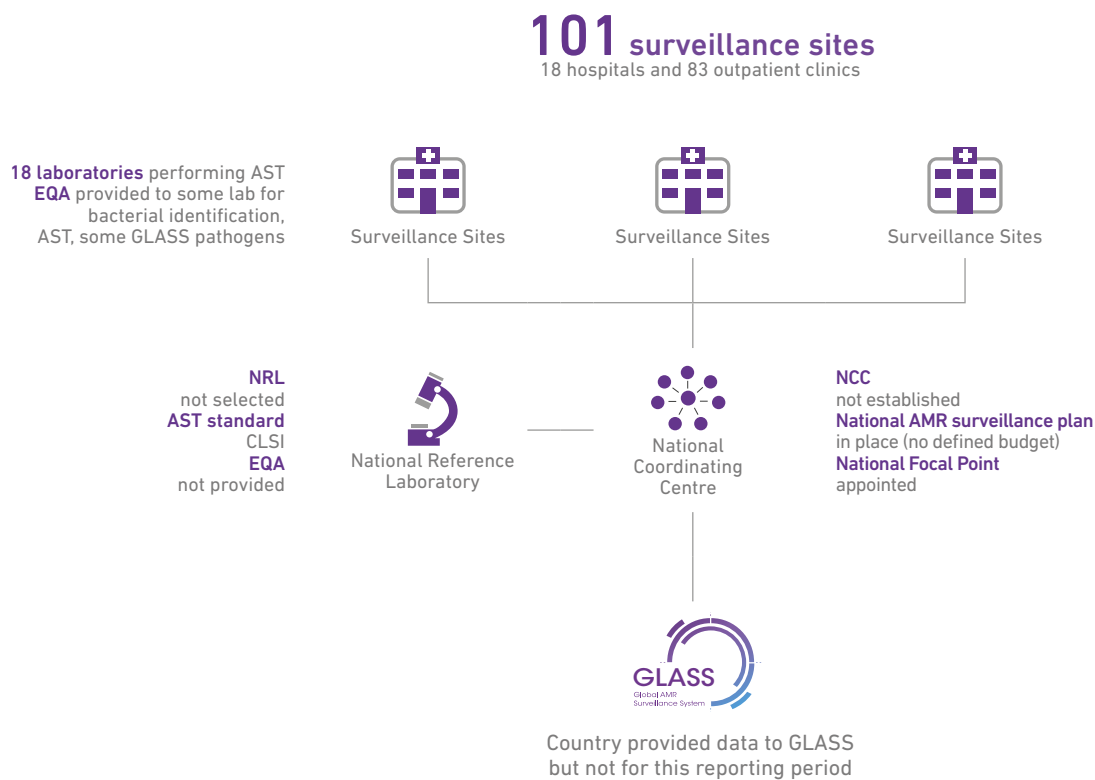 101 surveillance sites
18 hospitals and 83 outpatient clinics
18 laboratories performing AST
EQA provided to some lab for
bacterial identification,
AST, some GLASS pathogens
Surveillance Sites
Surveillance Sites
Surveillance Sites
NRL
not selected
AST standard
CLSI
EQA
not provided
National Reference
Laboratory
National
Coordinating
Centre
NCC
not established
National AMR surveillance plan
in place (no defined budget)
National Focal Point
appointed
GLASS
Global AMR
Surveillance System
Country provided data to GLASS
but not for this reporting period